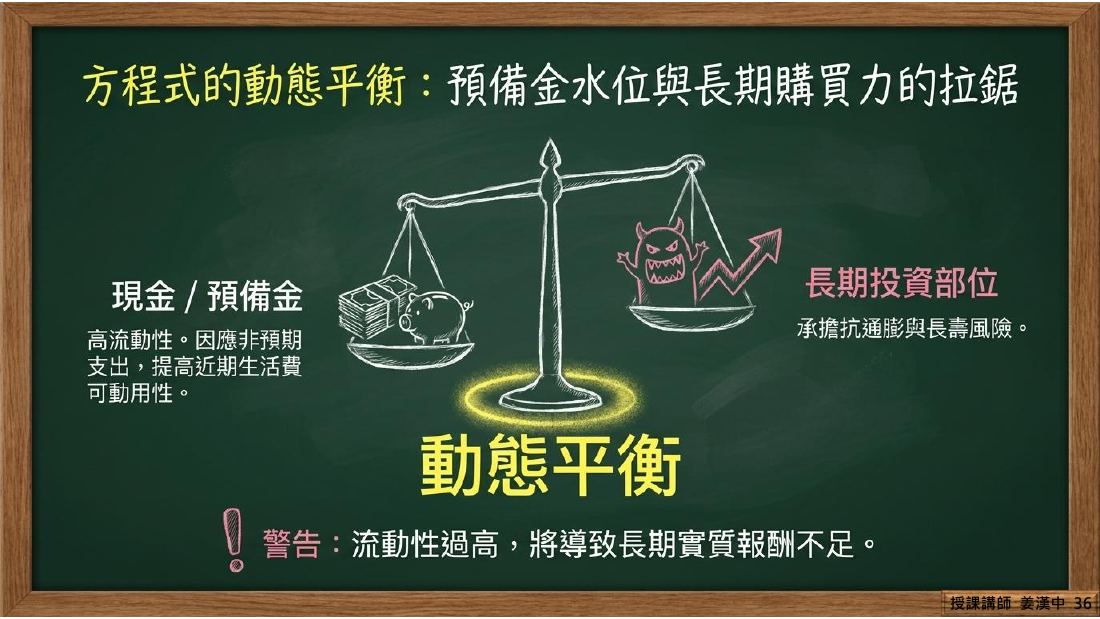 方程式的動態平衡：預備金水位與長期購買力的拉鋸
現金 / 預備金
高流動性。因應非預期
支出，提高近期生活費
可動用性。
長期投資部位
承擔抗通膨與長壽風險。
動態平衡
警告：流動性過高，將導致長期實質報酬不足。
授課講師 姜漢中 36